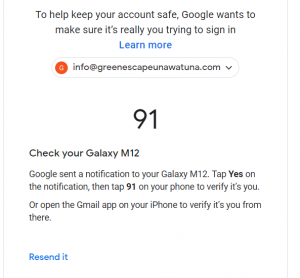 To help keep your account safe, Google wants to
make sure it's really you trying to sign in
Learn more
G info@greenescapeunawatuna.com
91
Check your Galaxy M12
Google sent a notification to your Galaxy M12. Tap Yes on
the notification, then tap 91 on your phone to verify it's you.
Or open the Gmail app on your iPhone to verify it's you from
there.
Resend it